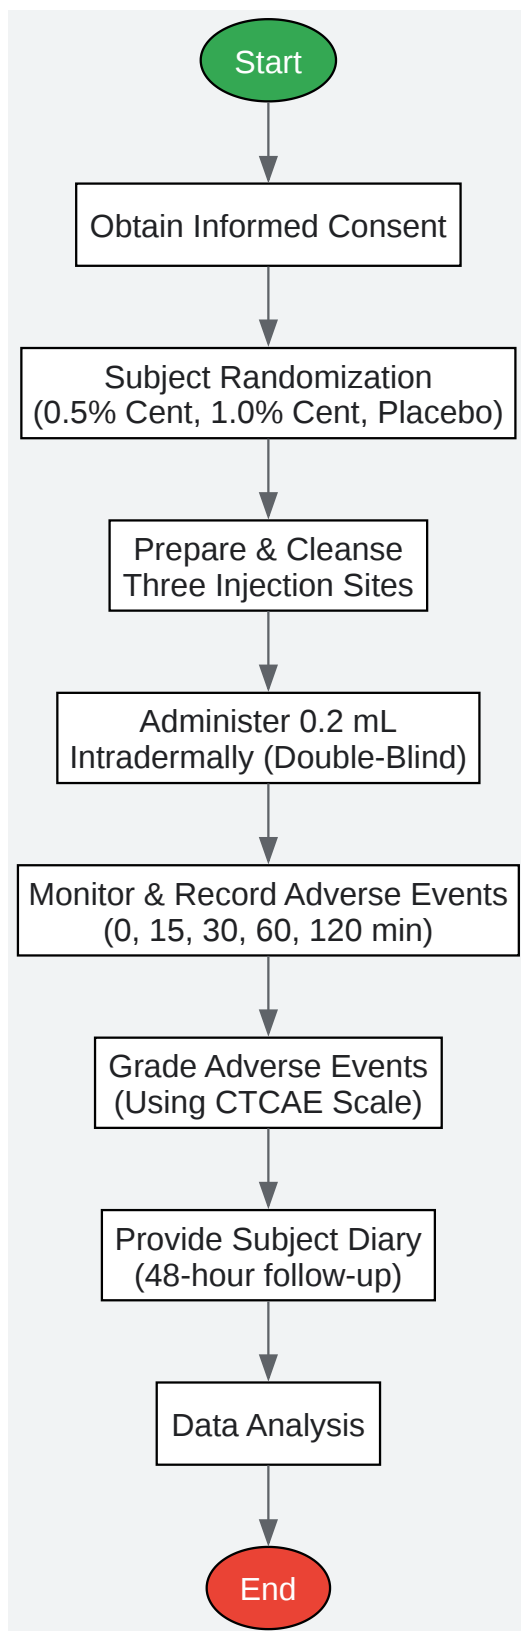 Start
Obtain Informed Consent
Subject Randomization
(0.5% Cent, 1.0% Cent, Placebo)
Prepare & Cleanse
Three Injection Sites
Administer 0.2 mL
Intradermally (Double-Blind)
Monitor & Record Adverse Events
(0, 15, 30, 60, 120 min)
Grade Adverse Events
(Using CTCAE Scale)
Provide Subject Diary
(48-hour follow-up)
Data Analysis
End